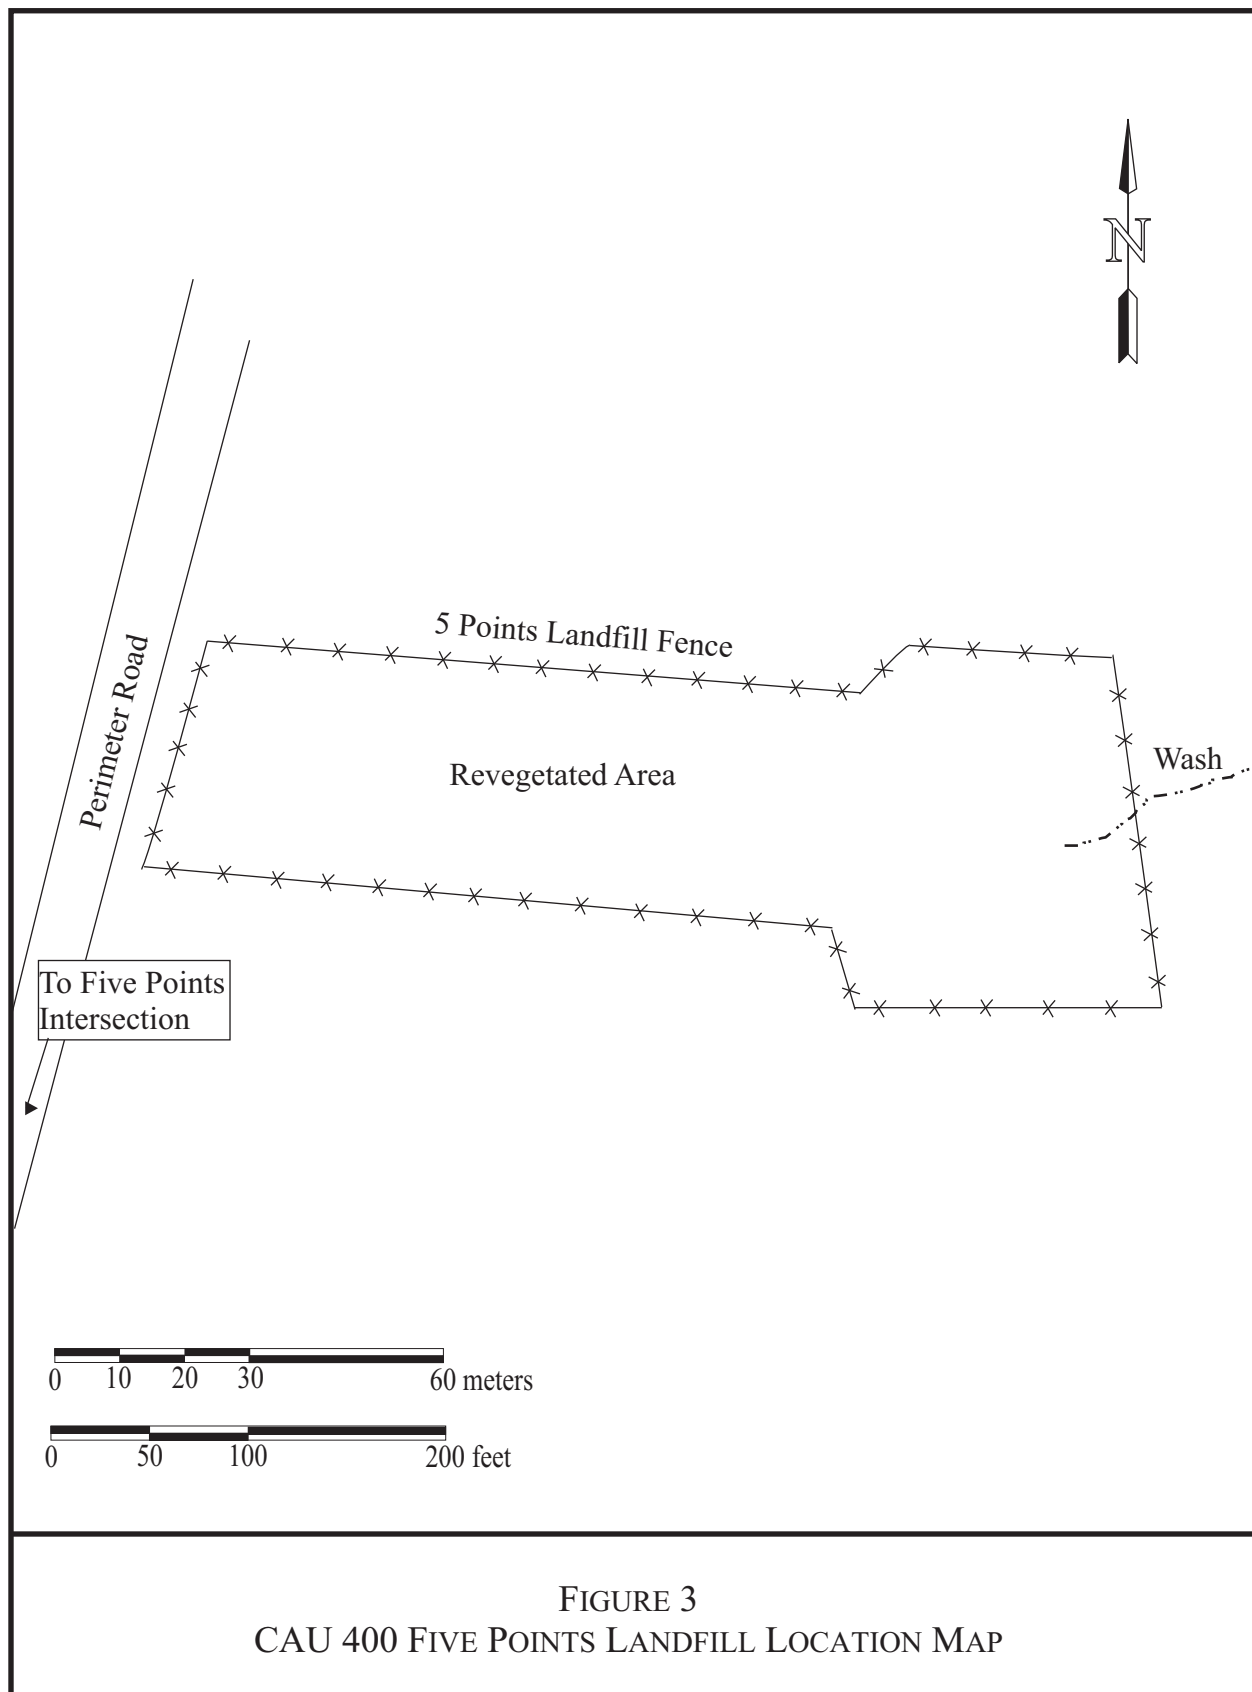 N
5 Points Landfill Fence
Perimeter Road
Wash
Revegetated Area
To Five Points
Intersection
0 10 20 30 60 meters
0 50 100 200 feet
FIGURE 3
CAU 400 FIVE POINTS LANDFILL LOCATION MAP